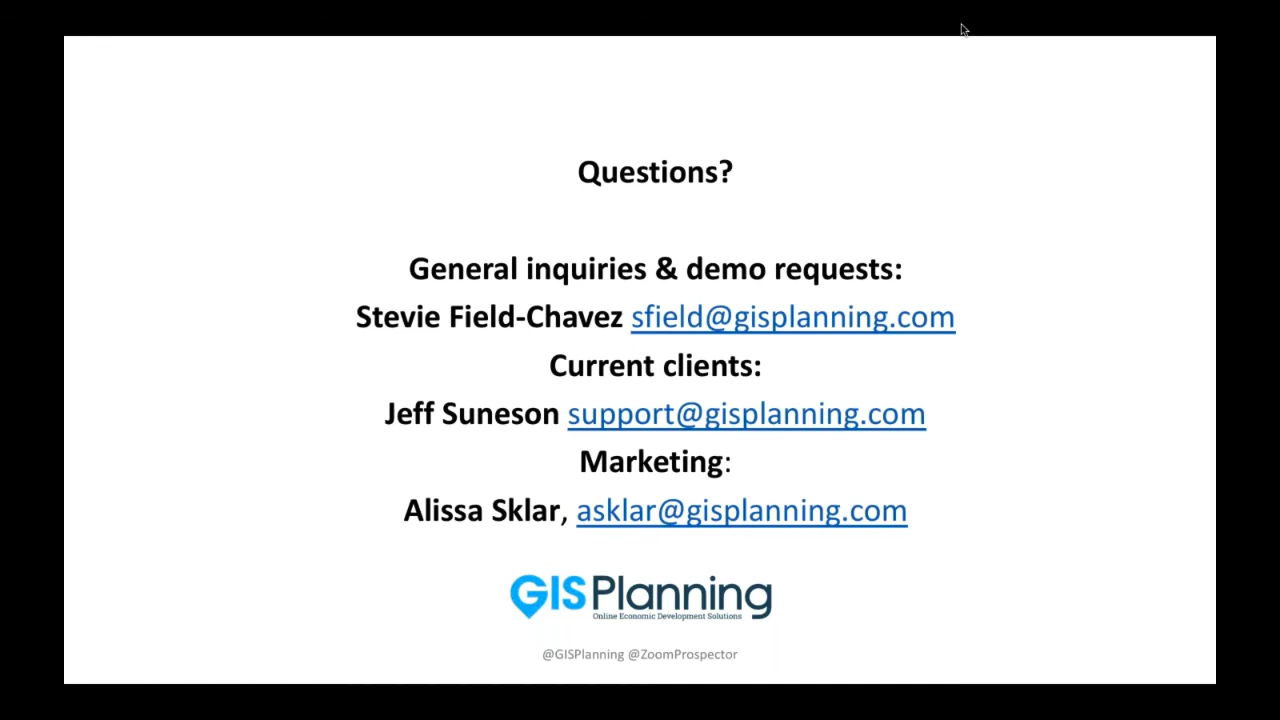 Questions?
General inquiries & demo requests:
Stevie Field-Chavez sfield@gisplanning.com
Current clients:
Jeff Suneson support@gisplanning.com
Marketing:
Alissa Sklar, asklar@gisplanning.com
GIS Planning
Online Economic Development Solutions
@GISPlanning @ZoomProspector